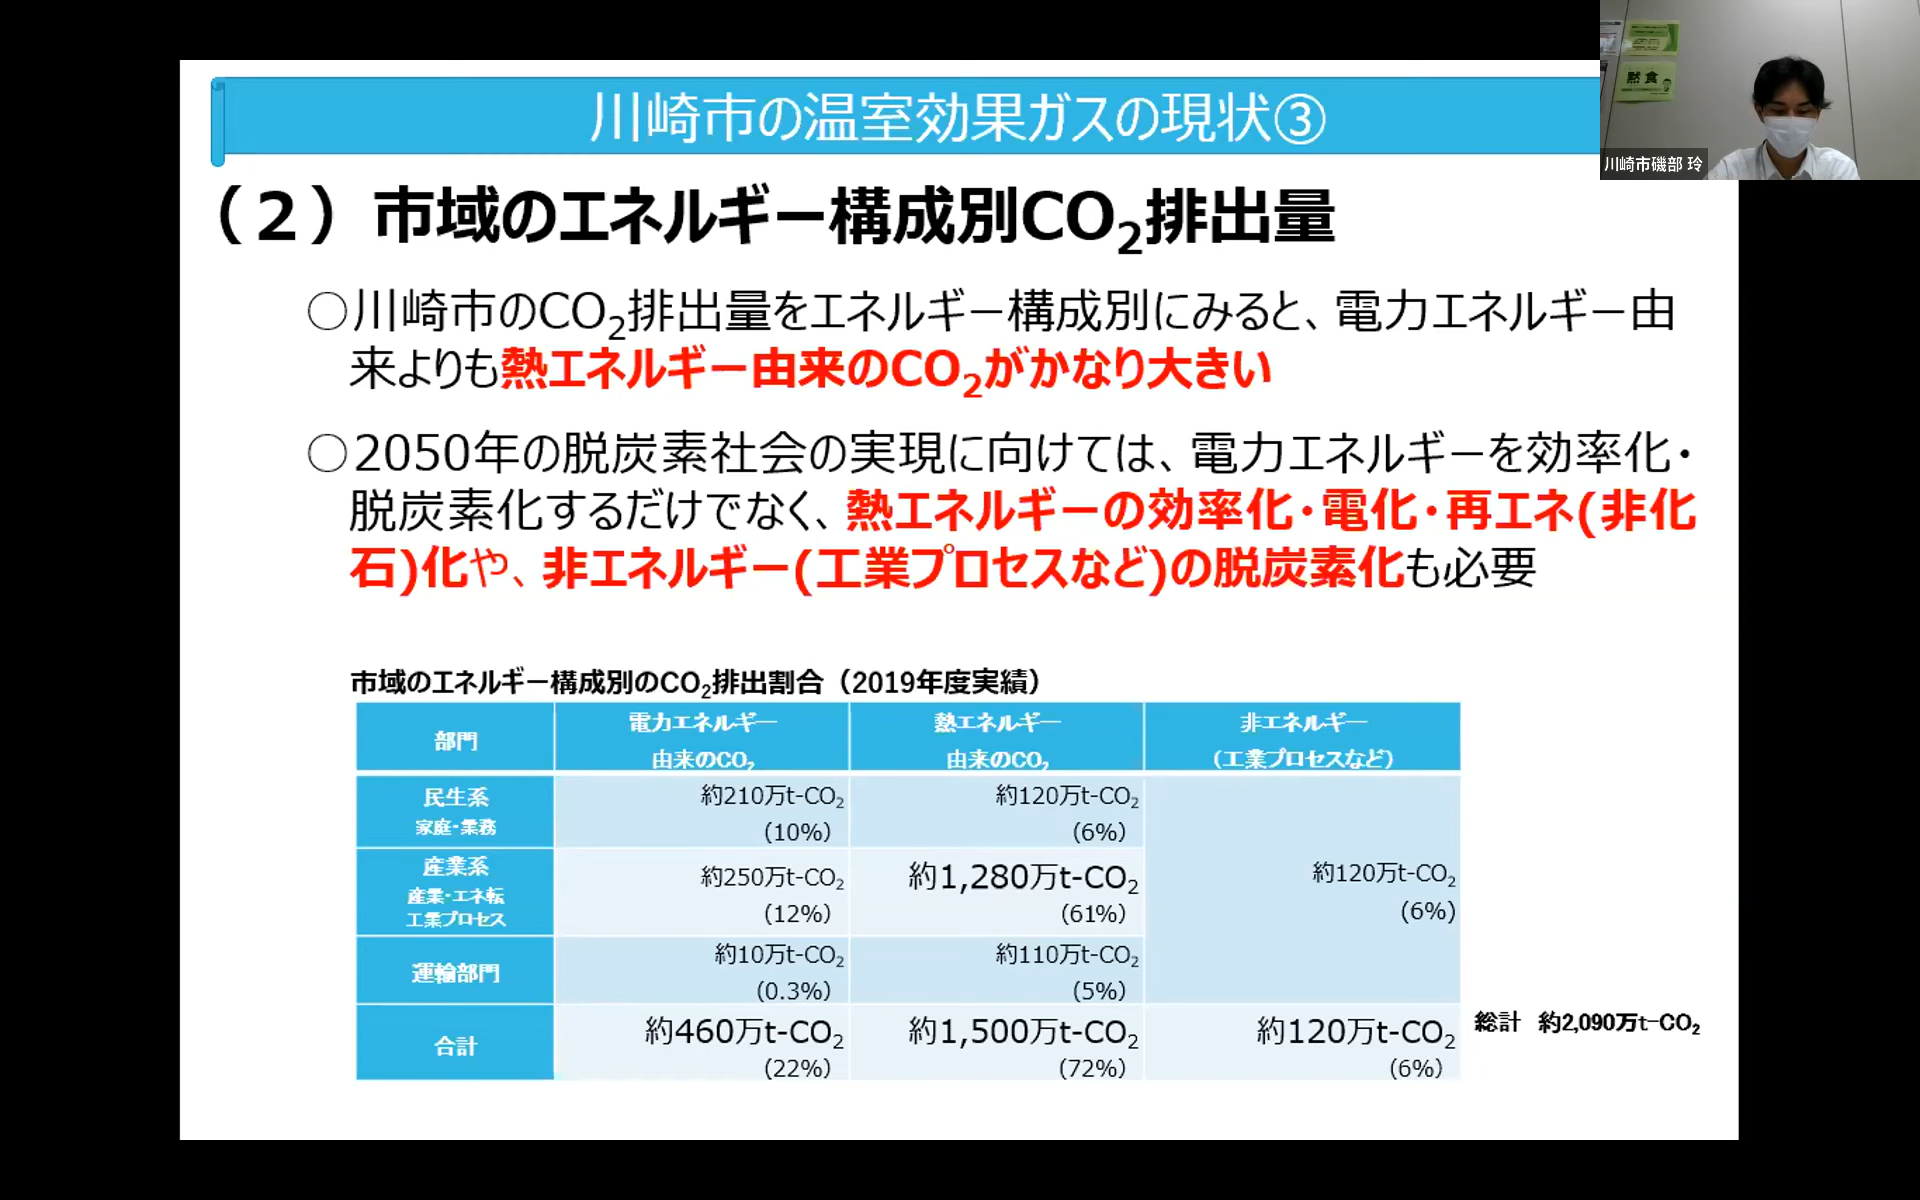 川崎市の温室効果ガスの現状③
黙食
川崎市磯部 玲
（２）市域のエネルギー構成別CO₂排出量
○川崎市のCO₂排出量をエネルギー構成別にみると、電力エネルギー由
来よりも熱エネルギー由来のCO₂がかなり大きい
○2050年の脱炭素社会の実現に向けては、電力エネルギーを効率化・
脱炭素化するだけでなく、熱エネルギーの効率化・電化・再エネ(非化
石)化や、非エネルギー(工業プロセスなど)の脱炭素化も必要
市域のエネルギー構成別のCO₂排出割合（2019年度実績）
部門
電力エネルギー
由来のCO₂
熱エネルギー
由来のCO₂
非エネルギー
(工業プロセスなど)
民生系
家庭・業務
約210万t-CO₂
(10%)
約120万t-CO₂
(6%)
産業系
産業・エネ転
工業プロセス
約250万t-CO₂
(12%)
約1,280万t-CO₂
(61%)
約120万t-CO₂
(6%)
運輸部門
約10万t-CO₂
(0.3%)
約110万t-CO₂
(5%)
合計
約460万t-CO₂
(22%)
約1,500万t-CO₂
(72%)
約120万t-CO₂
(6%)
総計 約2,090万t-CO₂